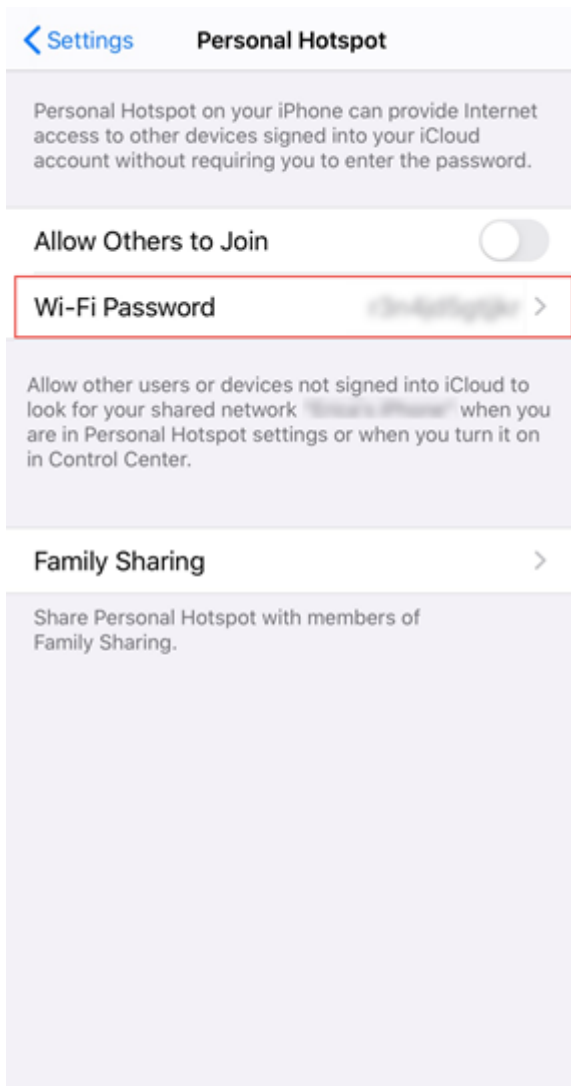 Settings Personal Hotspot
Personal Hotspot on your iPhone can provide Internet
access to other devices signed into your iCloud
account without requiring you to enter the password.
Allow Others to Join
Wi-Fi Password
Allow other users or devices not signed into iCloud to
look for your shared network when you
are in Personal Hotspot settings or when you turn it on
in Control Center.
Family Sharing
Share Personal Hotspot with members of
Family Sharing.